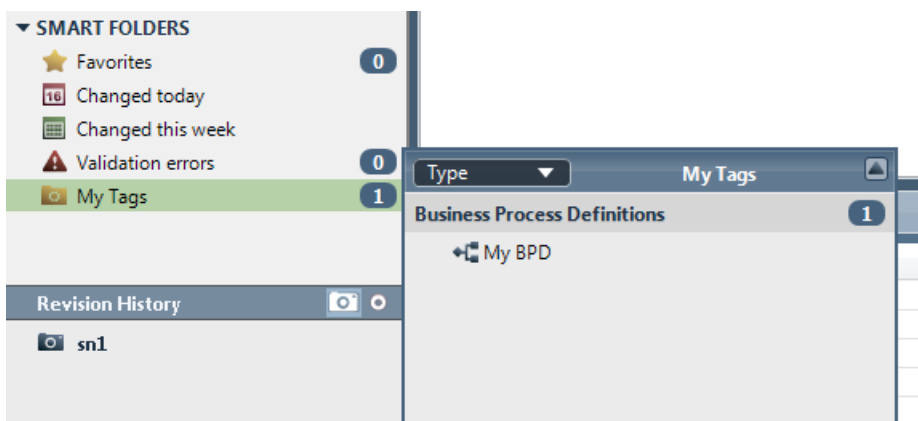 SMART FOLDERS
Favorites 0
16 Changed today
Changed this week
Validation errors 0
My Tags 1
Type My Tags
Business Process Definitions 1
My BPD
Revision History
sn1